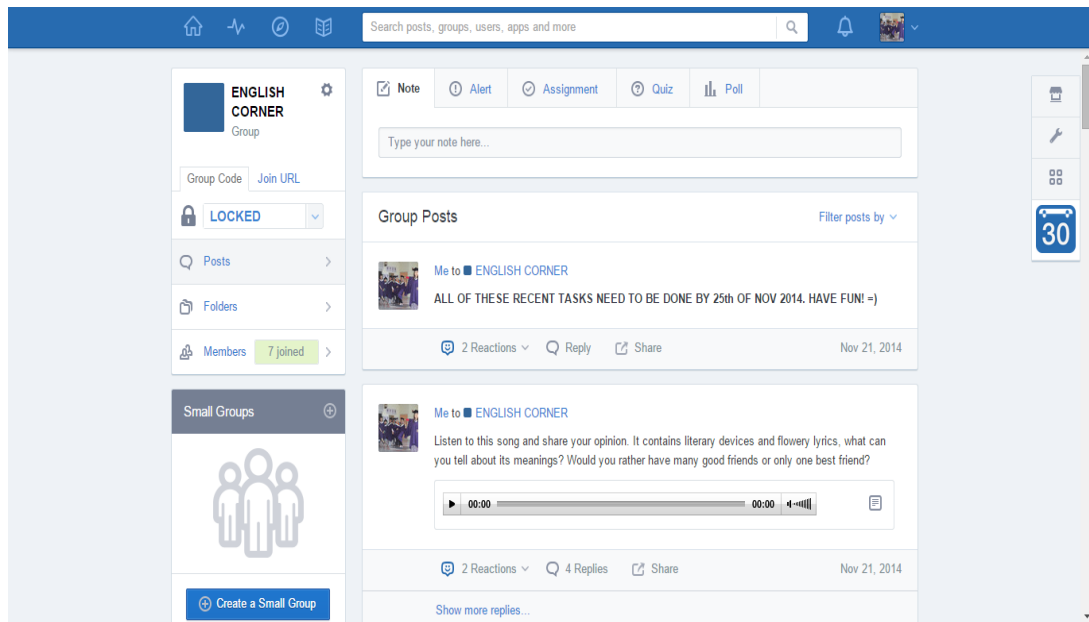 Search posts, groups, users, apps and more
ENGLISH
CORNER
Group
Group Code Join URL
LOCKED
Posts
Folders
Members 7 joined
Small Groups
Create a Small Group
Note Alert Assignment Quiz Poll
Type your note here...
Group Posts Filter posts by
Me to ENGLISH CORNER
ALL OF THESE RECENT TASKS NEED TO BE DONE BY 25th OF NOV 2014. HAVE FUN! =)
2 Reactions Reply Share Nov 21, 2014
Me to ENGLISH CORNER
Listen to this song and share your opinion. It contains literary devices and flowery lyrics, what can
you tell about its meanings? Would you rather have many good friends or only one best friend?
00:00 00:00
2 Reactions 4 Replies Share Nov 21, 2014
Show more replies...
30